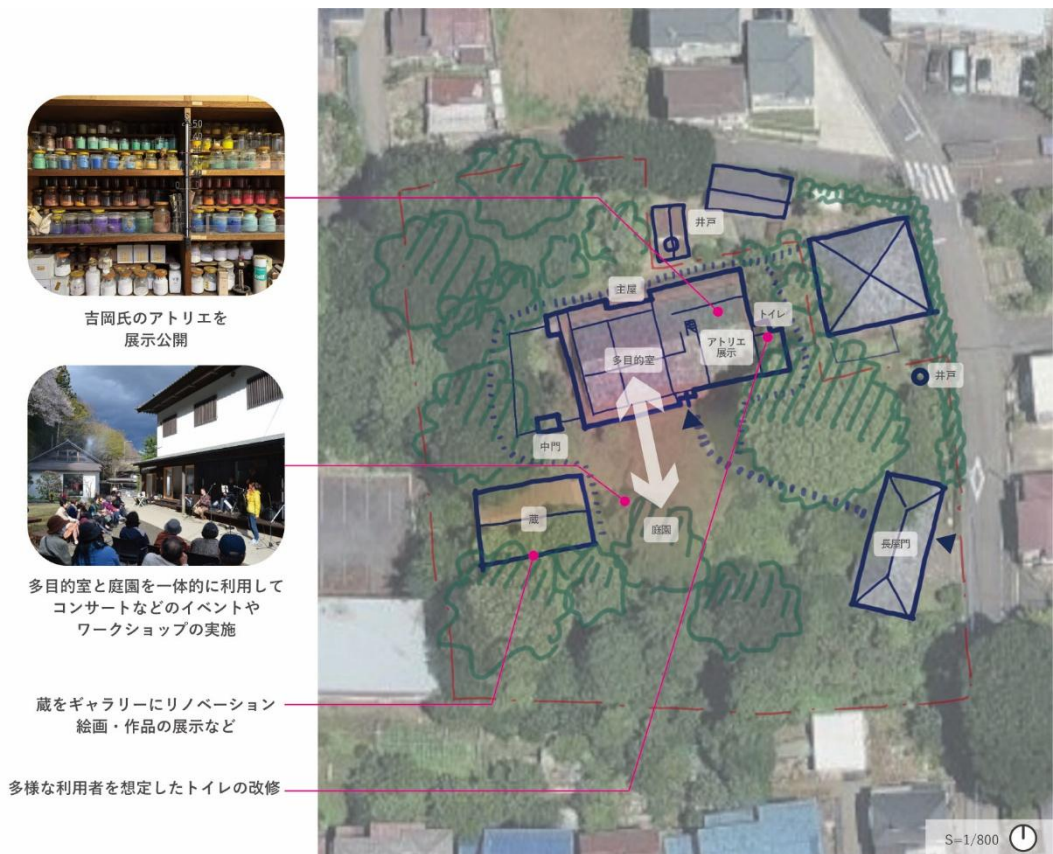 吉岡氏のアトリエを
展示公開
多目的室と庭園を一体的に利用して
コンサートなどのイベントや
ワークショップの実施
蔵をギャラリーにリノベーション
絵画・作品の展示など
多様な利用者を想定したトイレの改修
井戸
主屋
トイレ
アトリエ
展示
多目的室
井戸
中門
蔵
庭園
長屋門
S=1/800